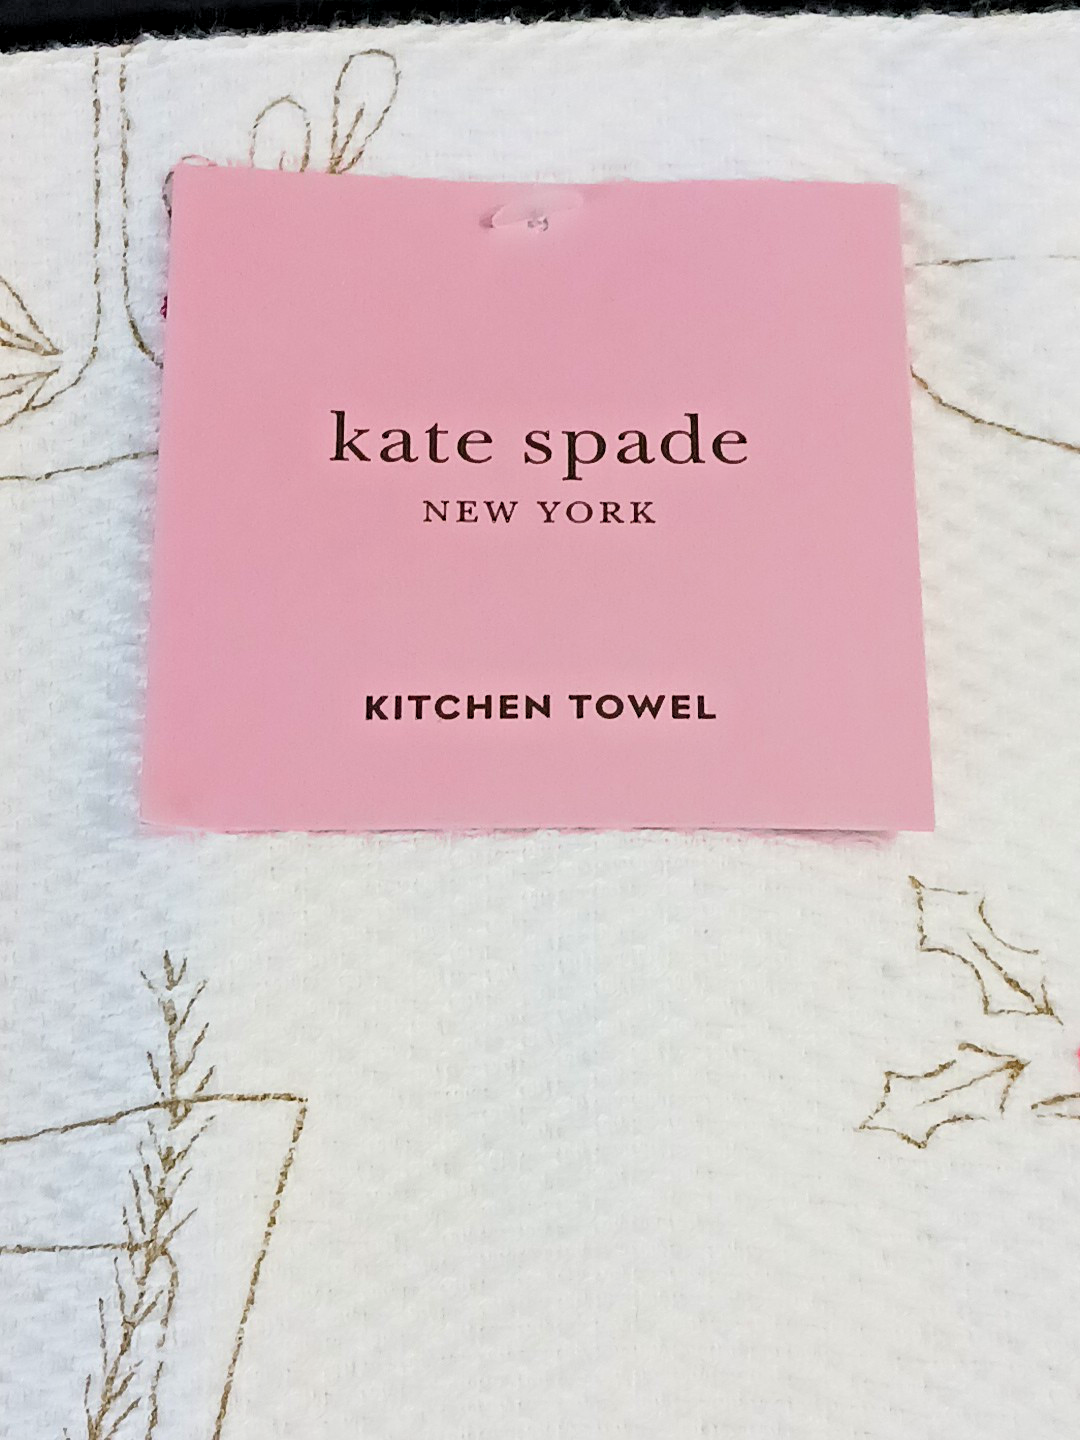 kate spade
NEW YORK
KITCHEN TOWEL